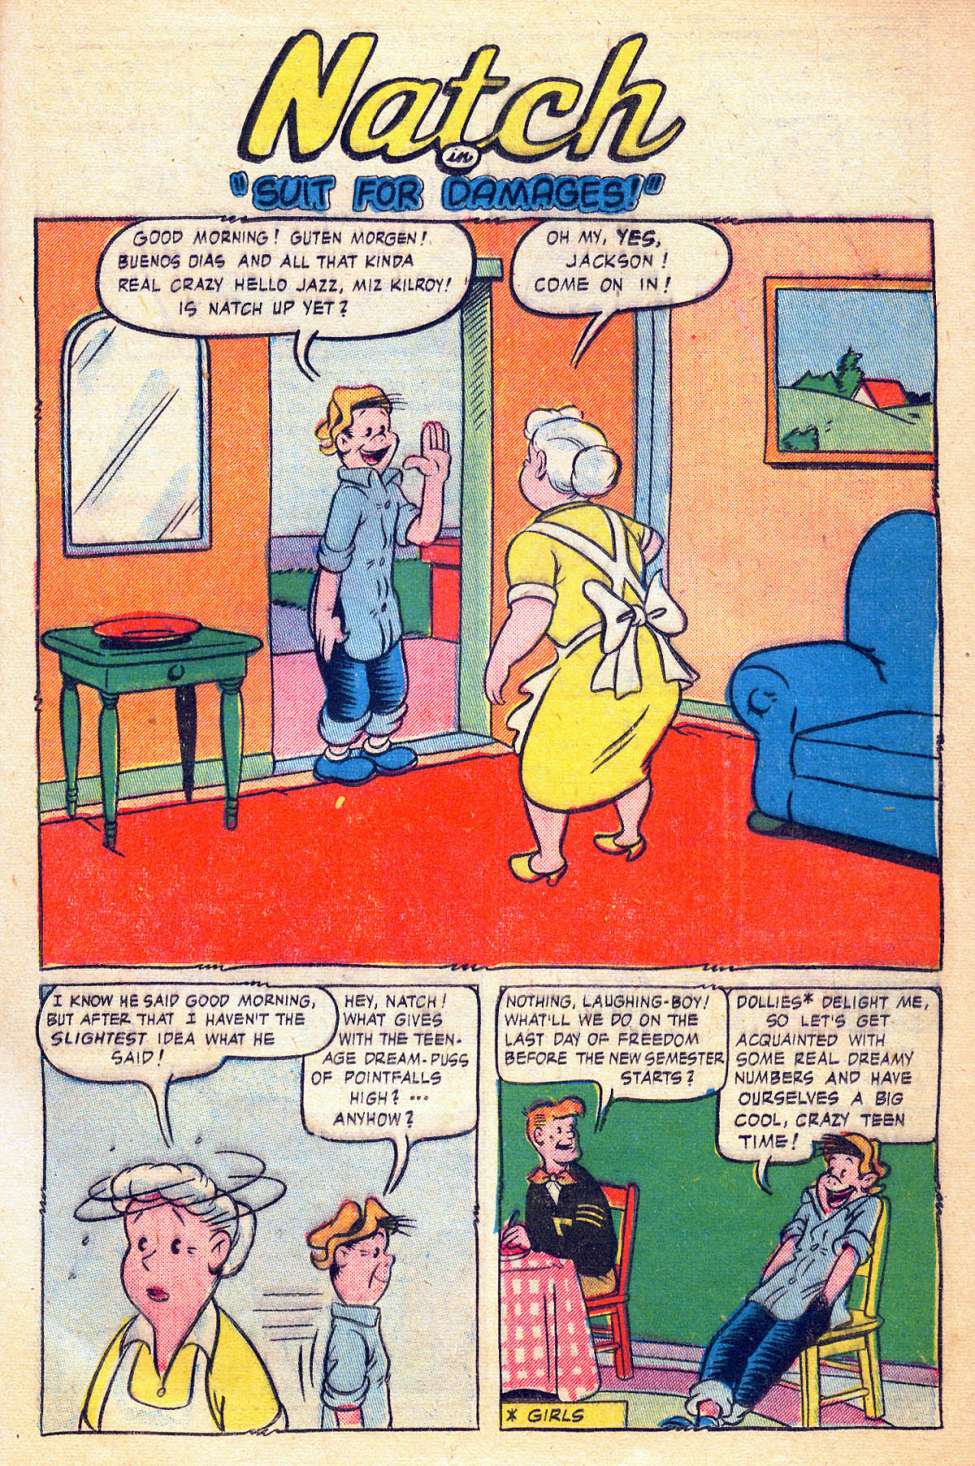 Natch
in
"SUIT FOR DAMAGES!"
GOOD MORNING! GUTEN MORGEN!
BUENOS DIAS AND ALL THAT KINDA
REAL CRAZY HELLO JAZZ, MIZ KILROY!
IS NATCH UP YET?
OH MY, YES,
JACKSON!
COME ON IN!
I KNOW HE SAID GOOD MORNING,
BUT AFTER THAT I HAVEN'T THE
SLIGHTEST IDEA WHAT HE
SAID!
HEY, NATCH!
WHAT GIVES
WITH THE TEEN-
AGE DREAM-PUSS
OF POINTFALLS
HIGH? ...
ANYHOW?
NOTHING, LAUGHING-BOY!
WHAT'LL WE DO ON THE
LAST DAY OF FREEDOM
BEFORE THE NEW SEMESTER
STARTS?
DOLLIES* DELIGHT ME,
SO LET'S GET
ACQUAINTED WITH
SOME REAL DREAMY
NUMBERS AND HAVE
OURSELVES A BIG
COOL, CRAZY TEEN
TIME!
* GIRLS